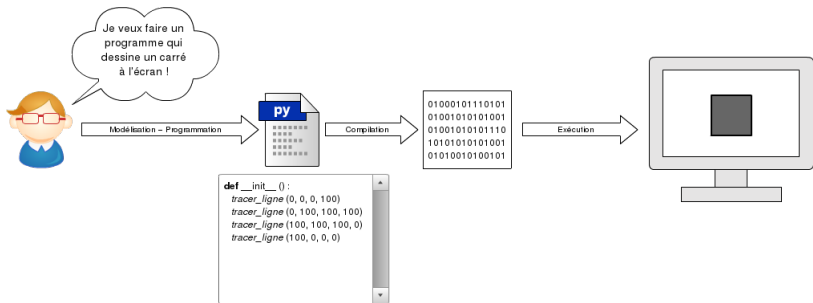 Je veux faire un
programme qui
dessine un carré
à l'écran !
Modélisation – Programmation
py
Compilation
01000101110101
01001010101001
01001010101110
10101010101001
01010010100101
Exécution
def __init__ () :
tracer_ligne (0, 0, 0, 100)
tracer_ligne (0, 100, 100, 100)
tracer_ligne (100, 100, 100, 0)
tracer_ligne (100, 0, 0, 0)